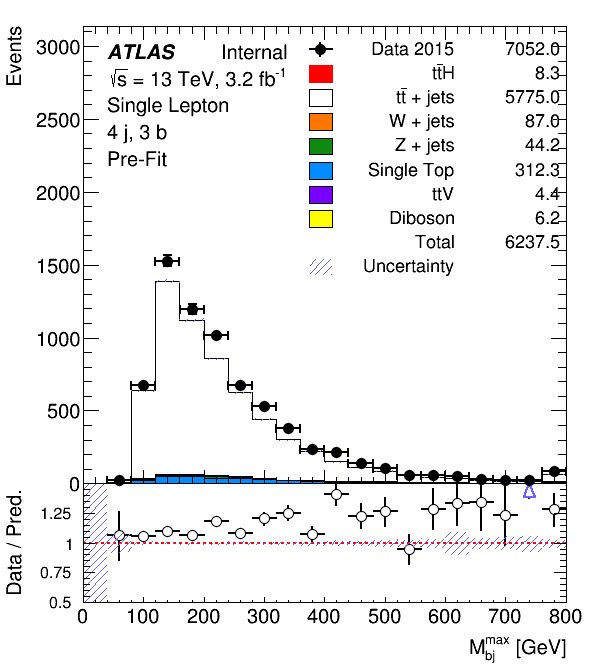 Events
3000
2500
2000
1500
1000
500
0
ATLAS Internal
√s = 13 TeV, 3.2 fb⁻¹
Single Lepton
4 j, 3 b
Pre-Fit
Data 2015 7052.0
tt̄H 8.3
tt̄ + jets 5775.0
W + jets 87.0
Z + jets 44.2
Single Top 312.3
ttV 4.4
Diboson 6.2
Total 6237.5
Uncertainty
Data / Pred.
1.25
1
0.75
0.5
0 100 200 300 400 500 600 700 800
M_bj^max [GeV]